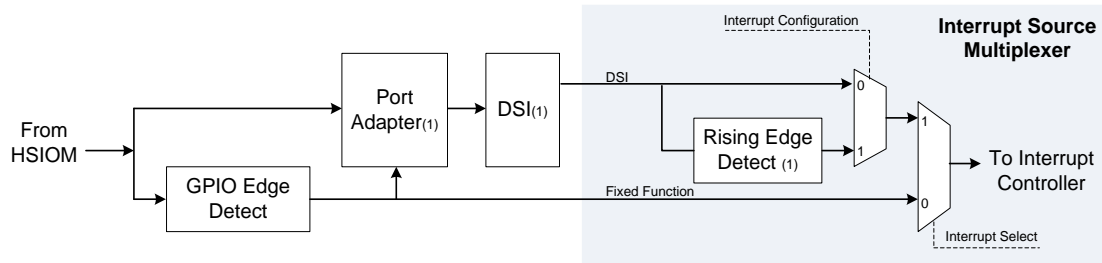 Interrupt Configuration
Interrupt Source
Multiplexer
From
HSIOM
Port
Adapter(1)
DSI(1)
DSI
0
1
Rising Edge
Detect (1)
1
0
To Interrupt
Controller
GPIO Edge
Detect
Fixed Function
Interrupt Select